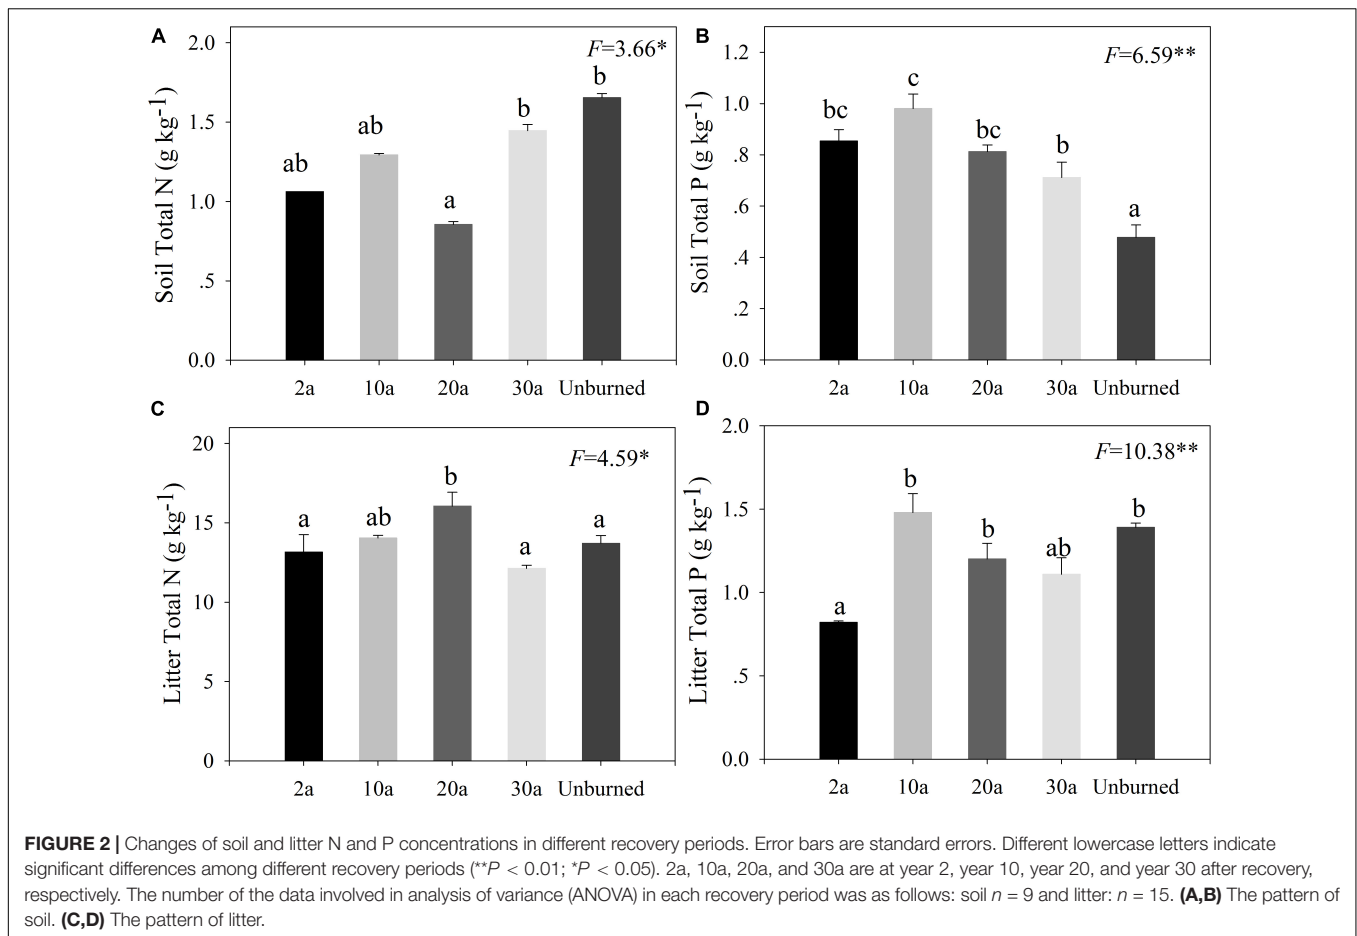 A
F=3.66*
2.0
1.5
1.0
.5
0.0
Soil Total N (g kg-1)
ab
ab
a
b
b
2a 10a 20a 30a Unburned
B
F=6.59**
1.2
1.0
.8
.6
.4
.2
0.0
Soil Total P (g kg-1)
bc
c
bc
b
a
2a 10a 20a 30a Unburned
C
F=4.59*
20
15
10
5
0
Litter Total N (g kg-1)
a
ab
b
a
a
2a 10a 20a 30a Unburned
D
F=10.38**
2.0
1.5
1.0
.5
0.0
Litter Total P (g kg-1)
a
b
b
ab
b
2a 10a 20a 30a Unburned
FIGURE 2 | Changes of soil and litter N and P concentrations in different recovery periods. Error bars are standard errors. Different lowercase letters indicate
significant differences among different recovery periods (**P < 0.01; *P < 0.05). 2a, 10a, 20a, and 30a are at year 2, year 10, year 20, and year 30 after recovery,
respectively. The number of the data involved in analysis of variance (ANOVA) in each recovery period was as follows: soil n = 9 and litter: n = 15. (A,B) The pattern of
soil. (C,D) The pattern of litter.